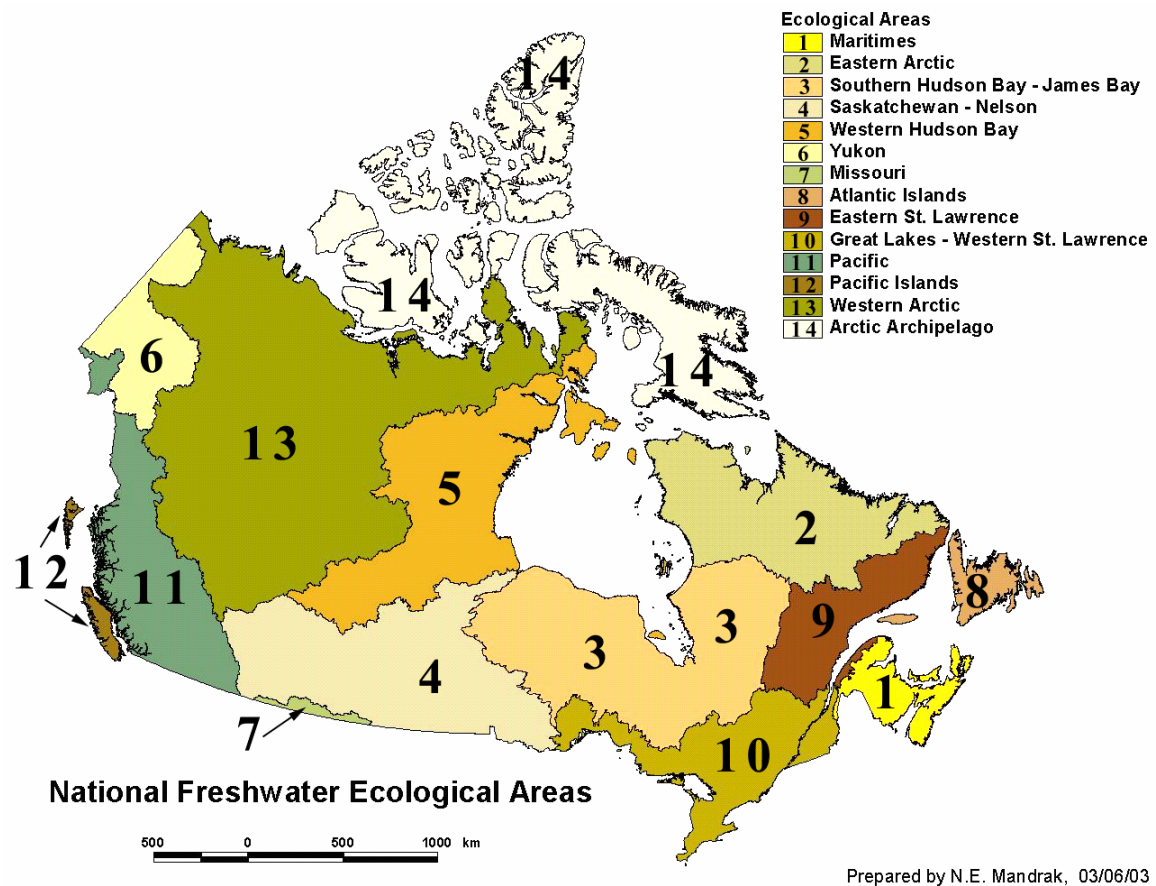 Ecological Areas
1 Maritimes
2 Eastern Arctic
3 Southern Hudson Bay - James Bay
4 Saskatchewan - Nelson
5 Western Hudson Bay
6 Yukon
7 Missouri
8 Atlantic Islands
9 Eastern St. Lawrence
10 Great Lakes - Western St. Lawrence
11 Pacific
12 Pacific Islands
13 Western Arctic
14 Arctic Archipelago
14
14
14
6
13
5
2
12
11
8
9
3
3
4
1
7
10
National Freshwater Ecological Areas
500 0 500 1000 km
Prepared by N.E. Mandrak, 03/06/03